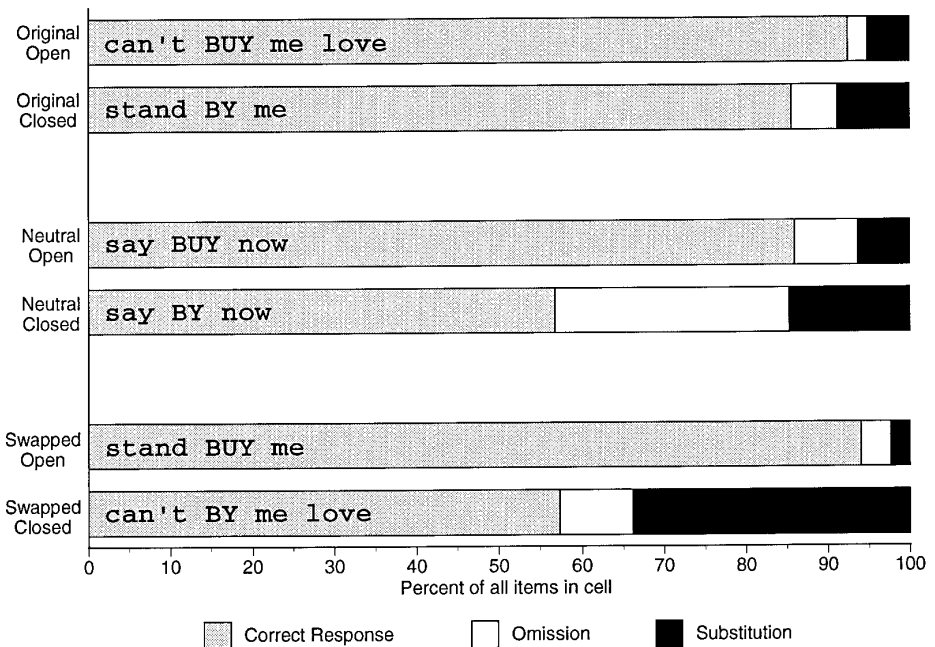 Original
Open
can't BUY me love
Original
Closed
stand BY me
Neutral
Open
say BUY now
Neutral
Closed
say BY now
Swapped
Open
stand BUY me
Swapped
Closed
can't BY me love
0 10 20 30 40 50 60 70 80 90 100
Percent of all items in cell
Correct Response Omission Substitution